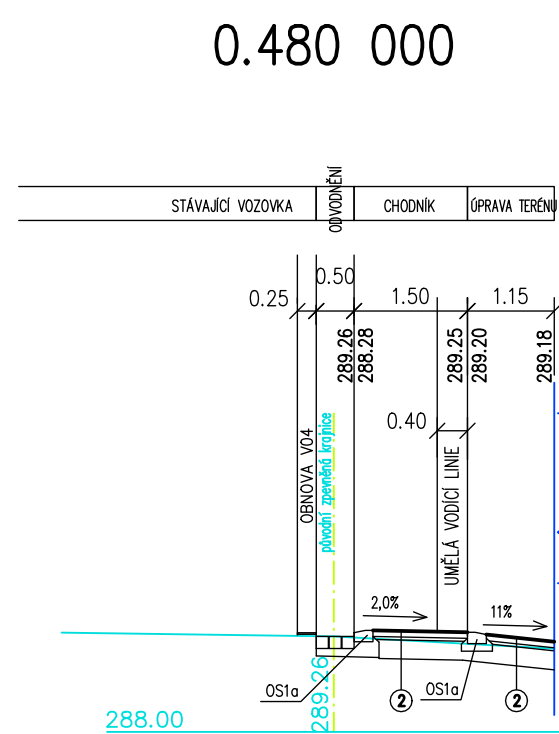 0.480 000
STÁVAJÍCÍ VOZOVKA
ODVODNĚNÍ
CHODNÍK
ÚPRAVA TERÉNU
0.25
0.50
1.50
1.15
289.26
288.28
289.25
289.20
289.18
0.40
OBNOVA V04
původní zpevněná krajnice
UMĚLÁ VODÍCÍ LINIE
2,0%
11%
OS1a
2
OS1a
2
289.26
288.00